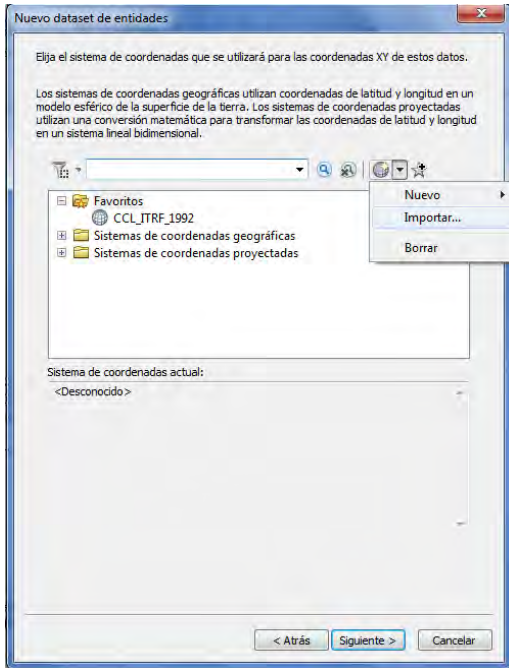 Nuevo dataset de entidades
Elija el sistema de coordenadas que se utilizará para las coordenadas XY de estos datos.
Los sistemas de coordenadas geográficas utilizan coordenadas de latitud y longitud en un
modelo esférico de la superficie de la tierra. Los sistemas de coordenadas proyectadas
utilizan una conversión matemática para transformar las coordenadas de latitud y longitud
en un sistema lineal bidimensional.
Nuevo
Importar...
Borrar
Favoritos
CCL_ITRF_1992
Sistemas de coordenadas geográficas
Sistemas de coordenadas proyectadas
Sistema de coordenadas actual:
<Desconocido>
< Atrás
Siguiente >
Cancelar